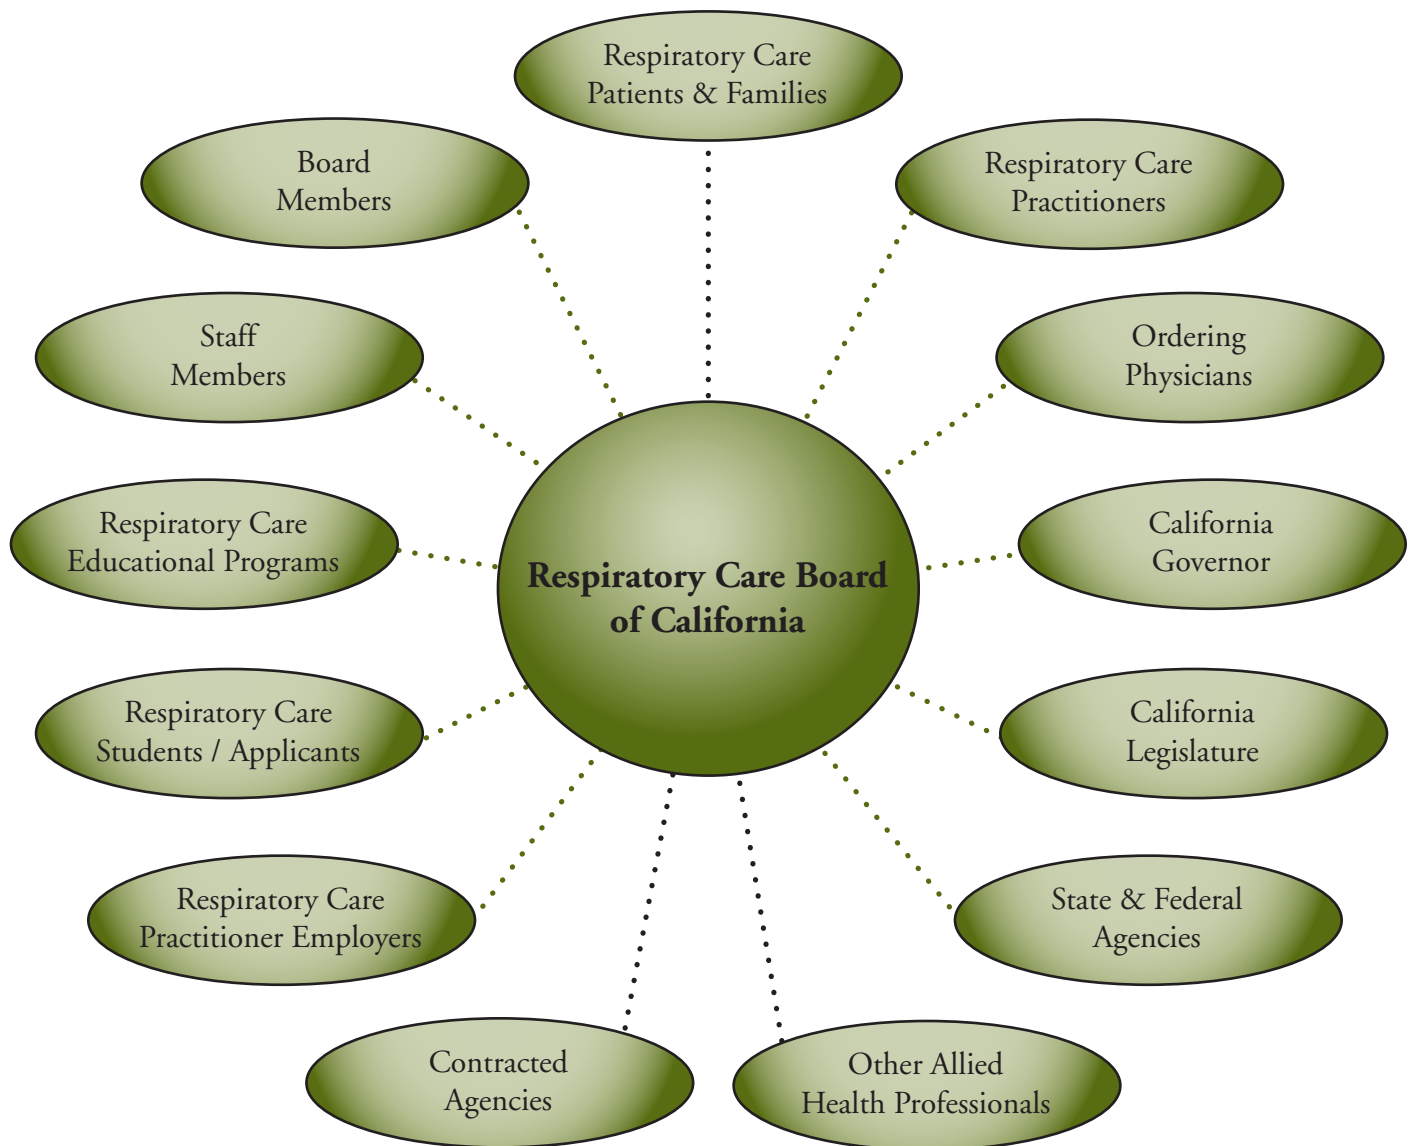 Respiratory Care
Patients & Families
Board
Members
Respiratory Care
Practitioners
Staff
Members
Ordering
Physicians
Respiratory Care
Educational Programs
California
Governor
Respiratory Care Board
of California
Respiratory Care
Students / Applicants
California
Legislature
Respiratory Care
Practitioner Employers
State & Federal
Agencies
Contracted
Agencies
Other Allied
Health Professionals